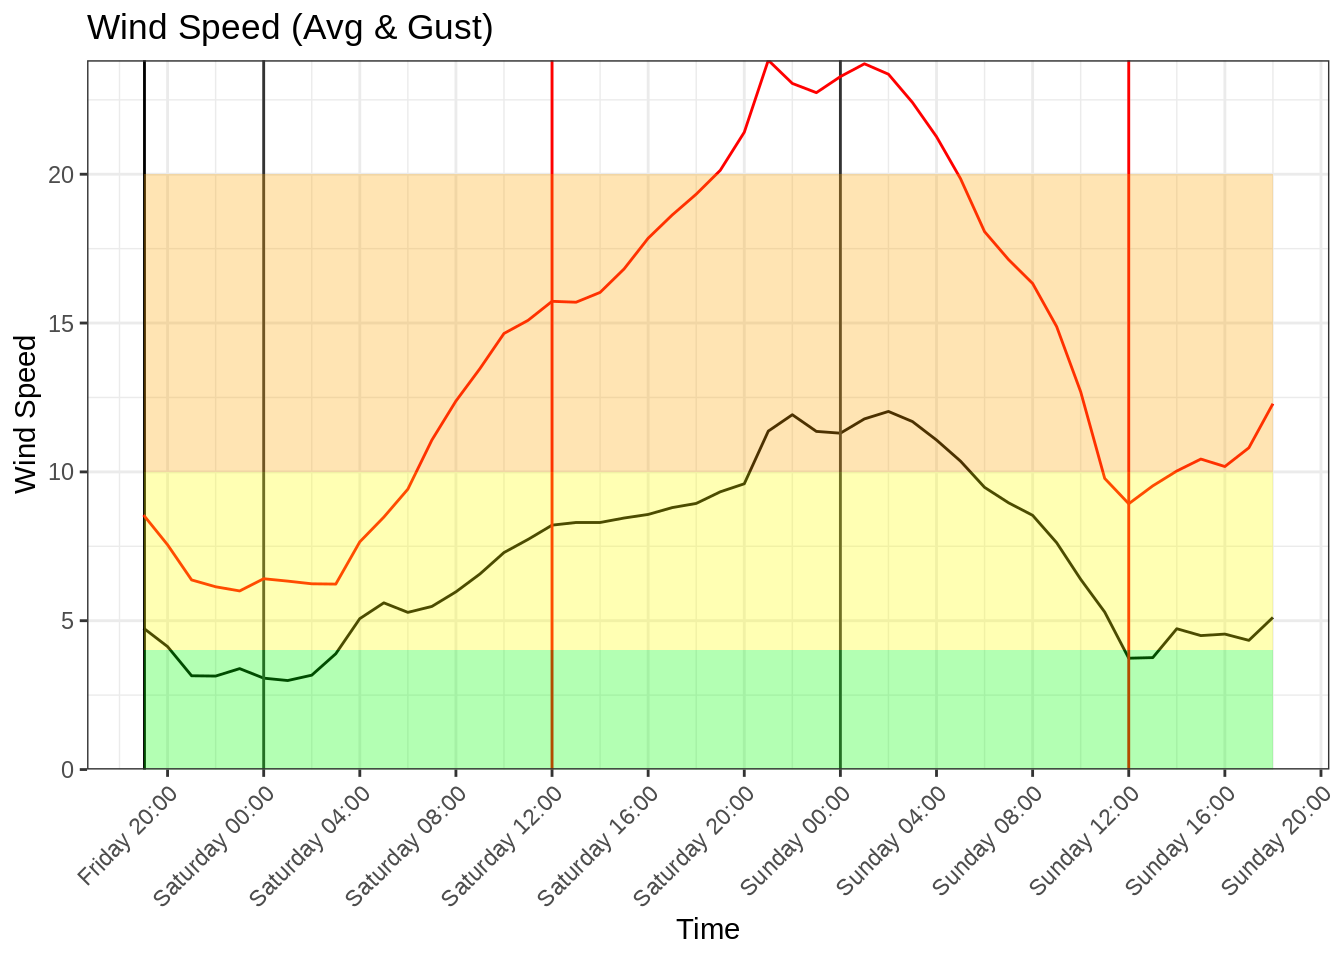 Wind Speed (Avg & Gust)
Wind Speed
20
15
10
5
0
Friday 20:00
Saturday 00:00
Saturday 04:00
Saturday 08:00
Saturday 12:00
Saturday 16:00
Saturday 20:00
Sunday 00:00
Sunday 04:00
Sunday 08:00
Sunday 12:00
Sunday 16:00
Sunday 20:00
Time